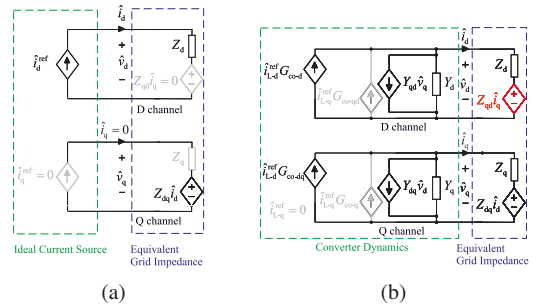 î_d
î_d^ref
+
v̂_d
−
Z_d
Z_qd î_q = 0
D channel
î_q = 0
î_q^ref = 0
+
v̂_q
−
Z_q
Z_dq î_d
Q channel
Ideal Current Source
Equivalent
Grid Impedance
(a)
î_d
î_L-d^ref G_co-d
î_L-q^ref G_co-qd
Y_qd v̂_q
Y_d
+
v̂_d
−
Z_d
Z_qd î_q
D channel
î_q
î_L-d^ref G_co-dq
î_L-q^ref = 0
î_L-q^ref G_co-q
Y_dq v̂_d
Y_q
+
v̂_q
−
Z_q
Z_dq î_d
Q channel
Converter Dynamics
Equivalent
Grid Impedance
(b)